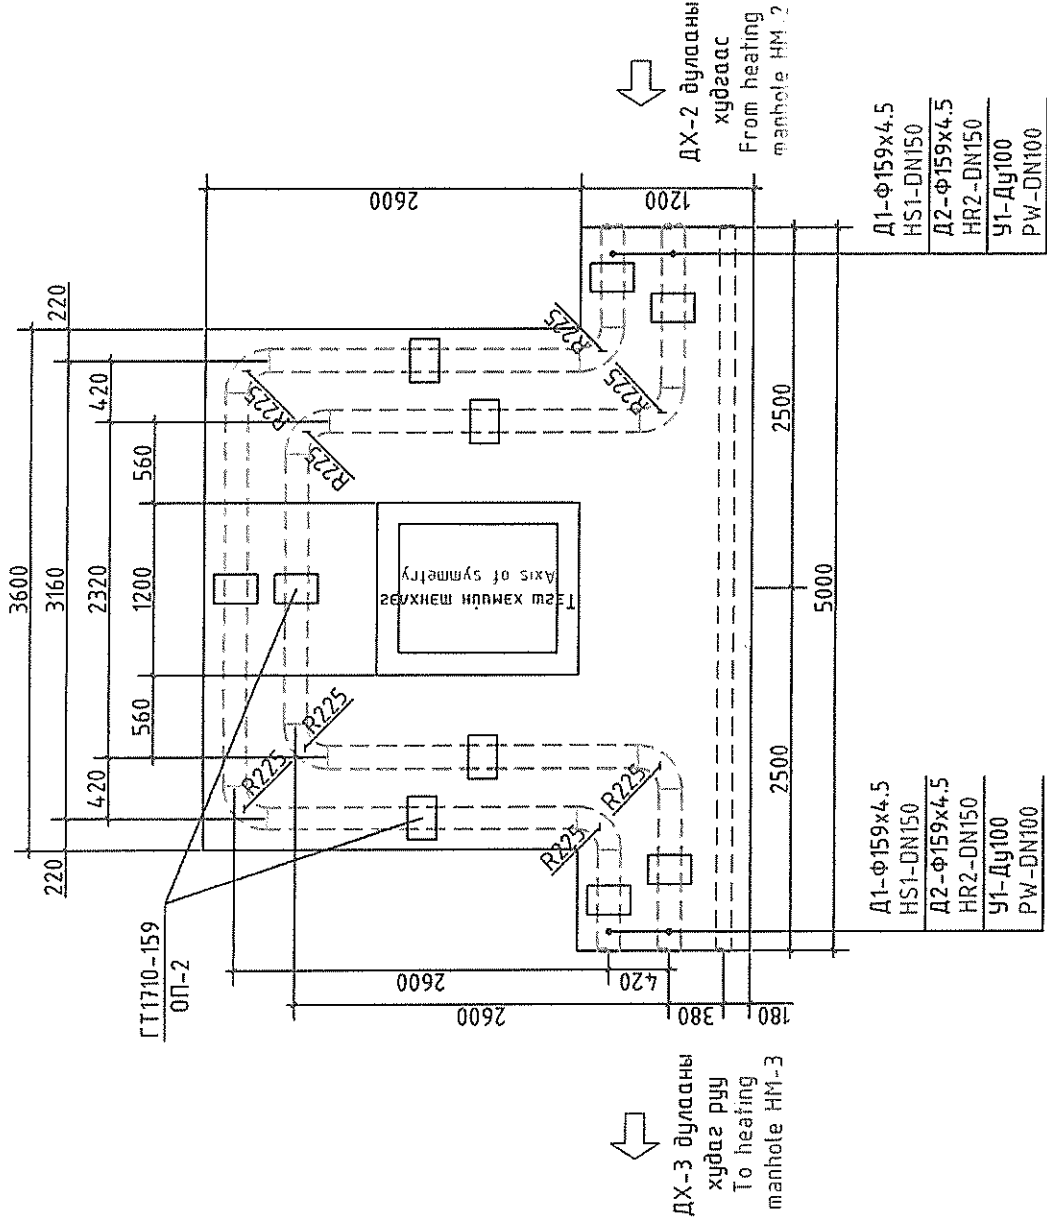 3600
3160
220
420
2320
420
220
560
1200
560
2600
1200
R225
R225
R225
R225
R225
R225
R225
R225
ГТ1710-159
ОП-2
Тэгш хэмийн тэнхлэг
Axis of Symmetry
2600
420
2600
380
180
2500
2500
5000
ДХ-3 дулааны
худаг руу
To heating
manhole HM-3
ДХ-2 дулааны
худгаас
From heating
manhole HM-2
Д1-Ф159x4.5
HS1-DN150
Д2-Ф159x4.5
HR2-DN150
У1-Ду100
PW-DN100
Д1-Ф159x4.5
HS1-DN150
Д2-Ф159x4.5
HR2-DN150
У1-Ду100
PW-DN100